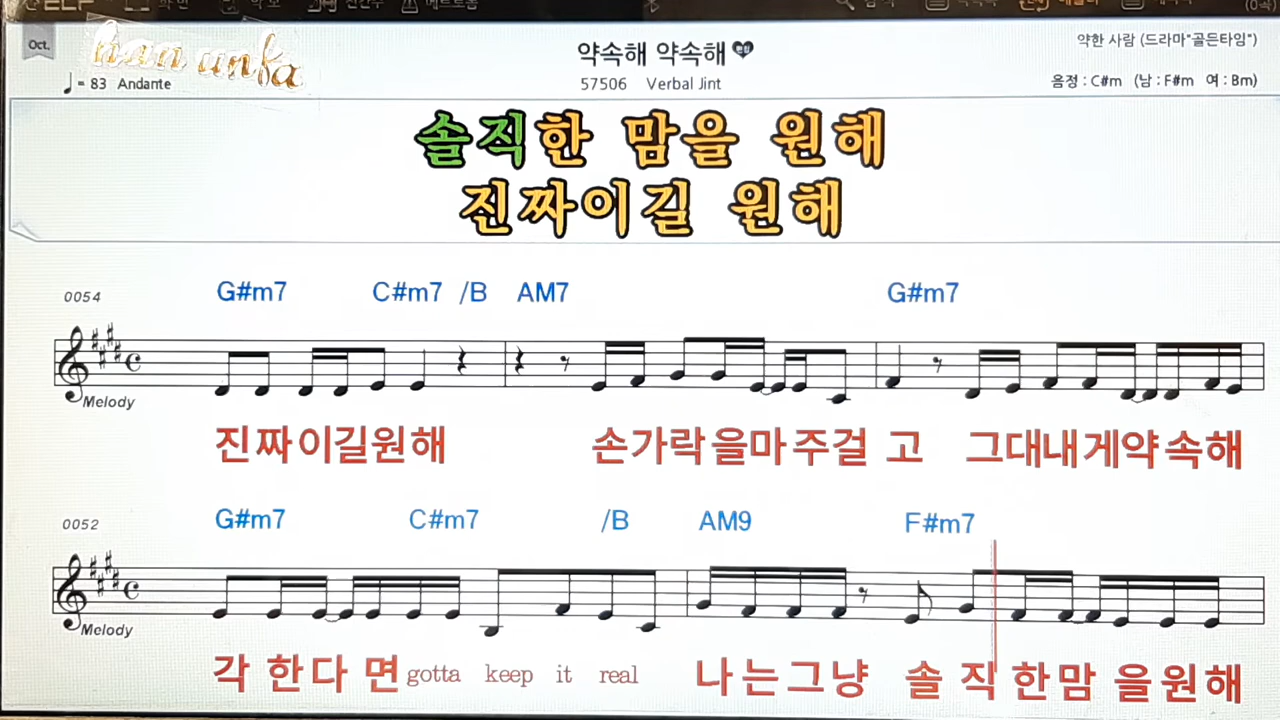 Oct.
han unfa
약속해 약속해
약한 사람 (드라마"골든타임")
♩ = 83 Andante
57506 Verbal Jint
음정 : C#m (남 : F#m 여 : Bm)
솔직한 맘을 원해
진짜이길 원해
0054
G#m7 C#m7 /B AM7 G#m7
Melody
진짜이길원해 손가락을마주걸고 그대내게약속해
0052
G#m7 C#m7 /B AM9 F#m7
Melody
각한다면 gotta keep it real 나는그냥 솔직한맘을원해